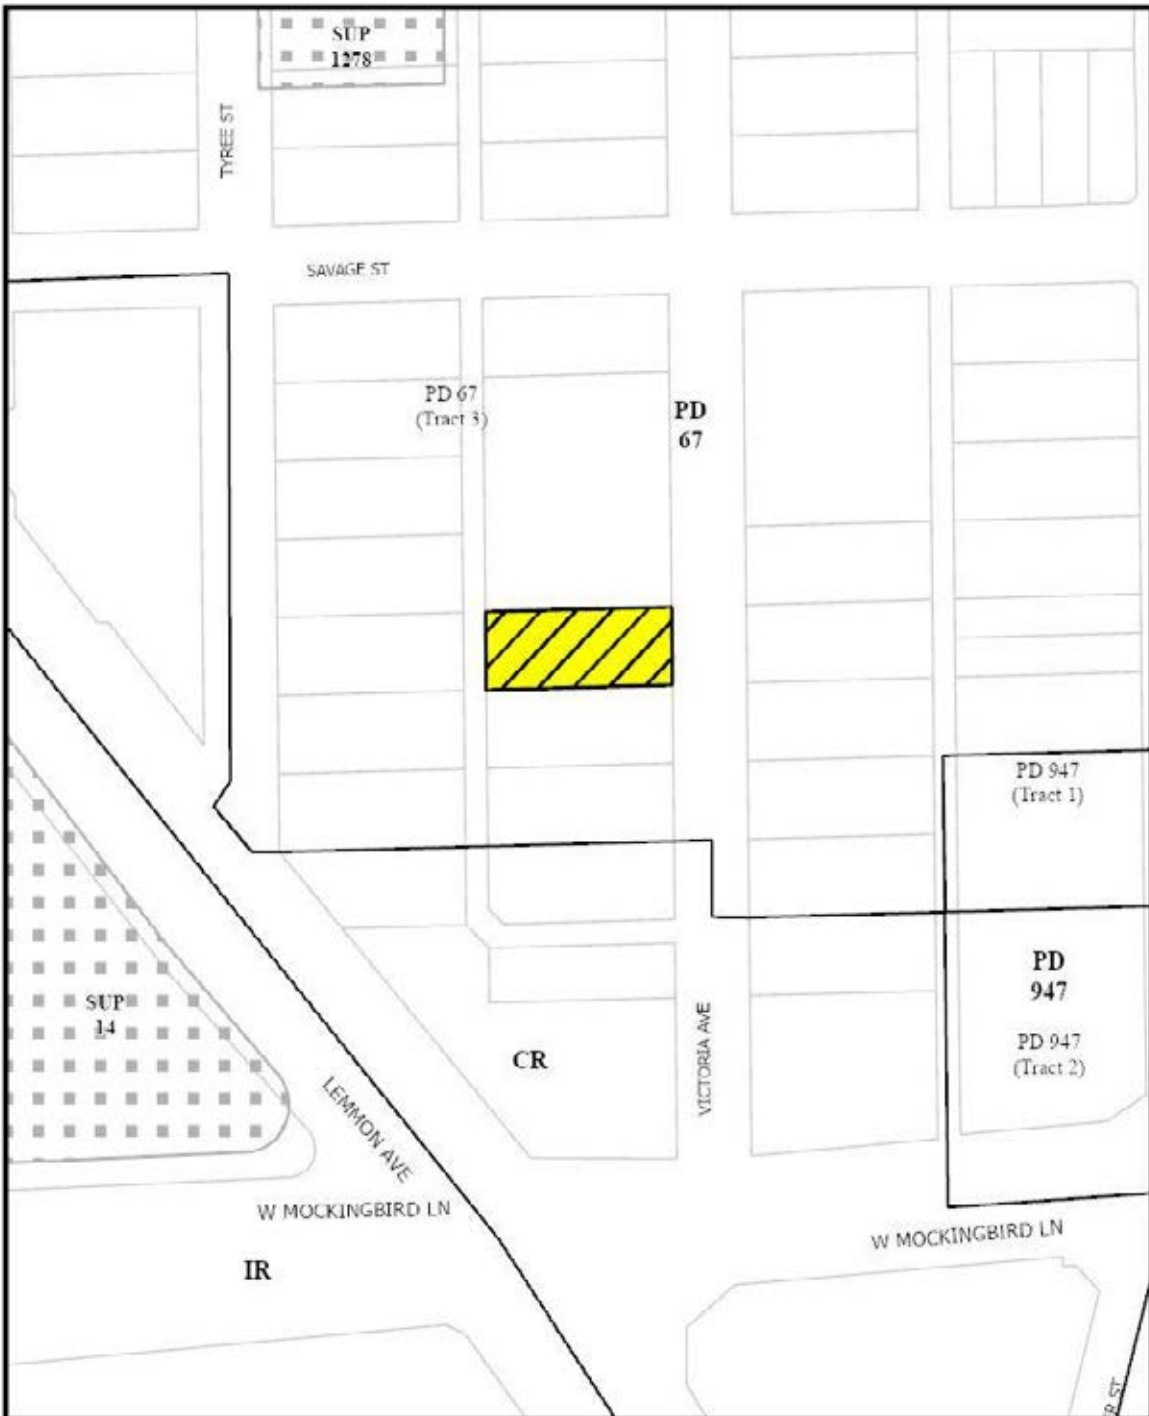 SUP
1278
TYREE ST
SAVAGE ST
PD 67
(Tract 3)
PD
67
PD 947
(Tract 1)
PD
947
PD 947
(Tract 2)
SUP
14
CR
VICTORIA AVE
LEMMON AVE
W MOCKINGBIRD LN
W MOCKINGBIRD LN
IR
ST